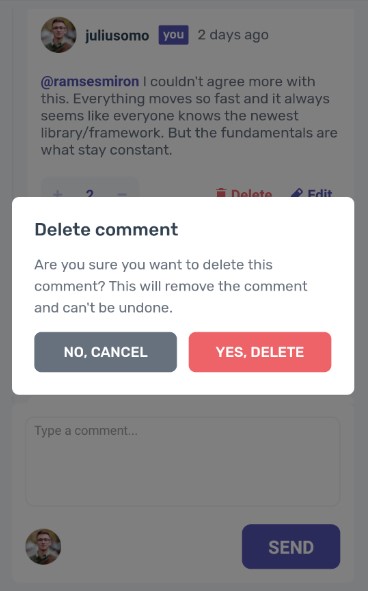 juliusomo you 2 days ago
@ramsesmiron I couldn't agree more with
this. Everything moves so fast and it always
seems like everyone knows the newest
library/framework. But the fundamentals are
what stay constant.
+ 2 − Delete Edit
Delete comment
Are you sure you want to delete this
comment? This will remove the comment
and can't be undone.
NO, CANCEL YES, DELETE
Type a comment...
SEND